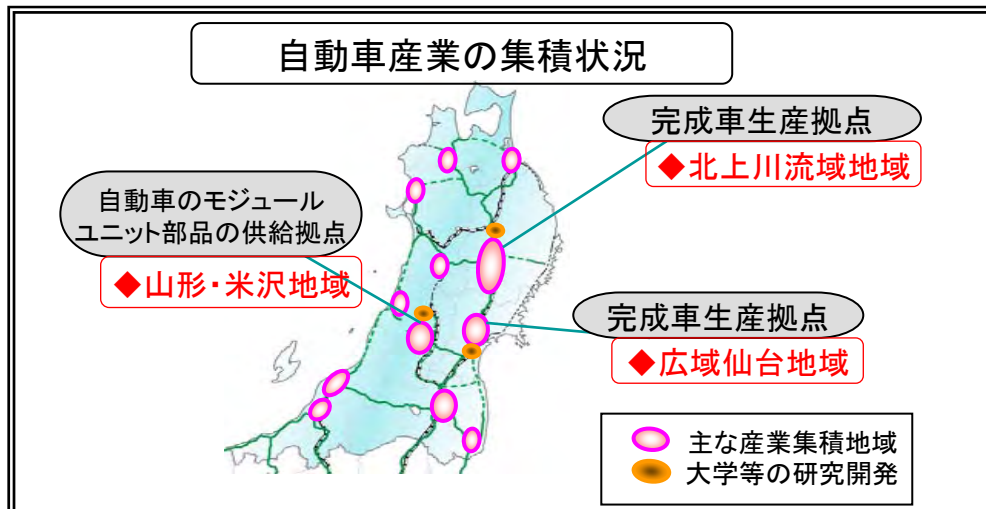 自動車産業の集積状況
完成車生産拠点
◆北上川流域地域
自動車のモジュール
ユニット部品の供給拠点
◆山形・米沢地域
完成車生産拠点
◆広域仙台地域
主な産業集積地域
大学等の研究開発